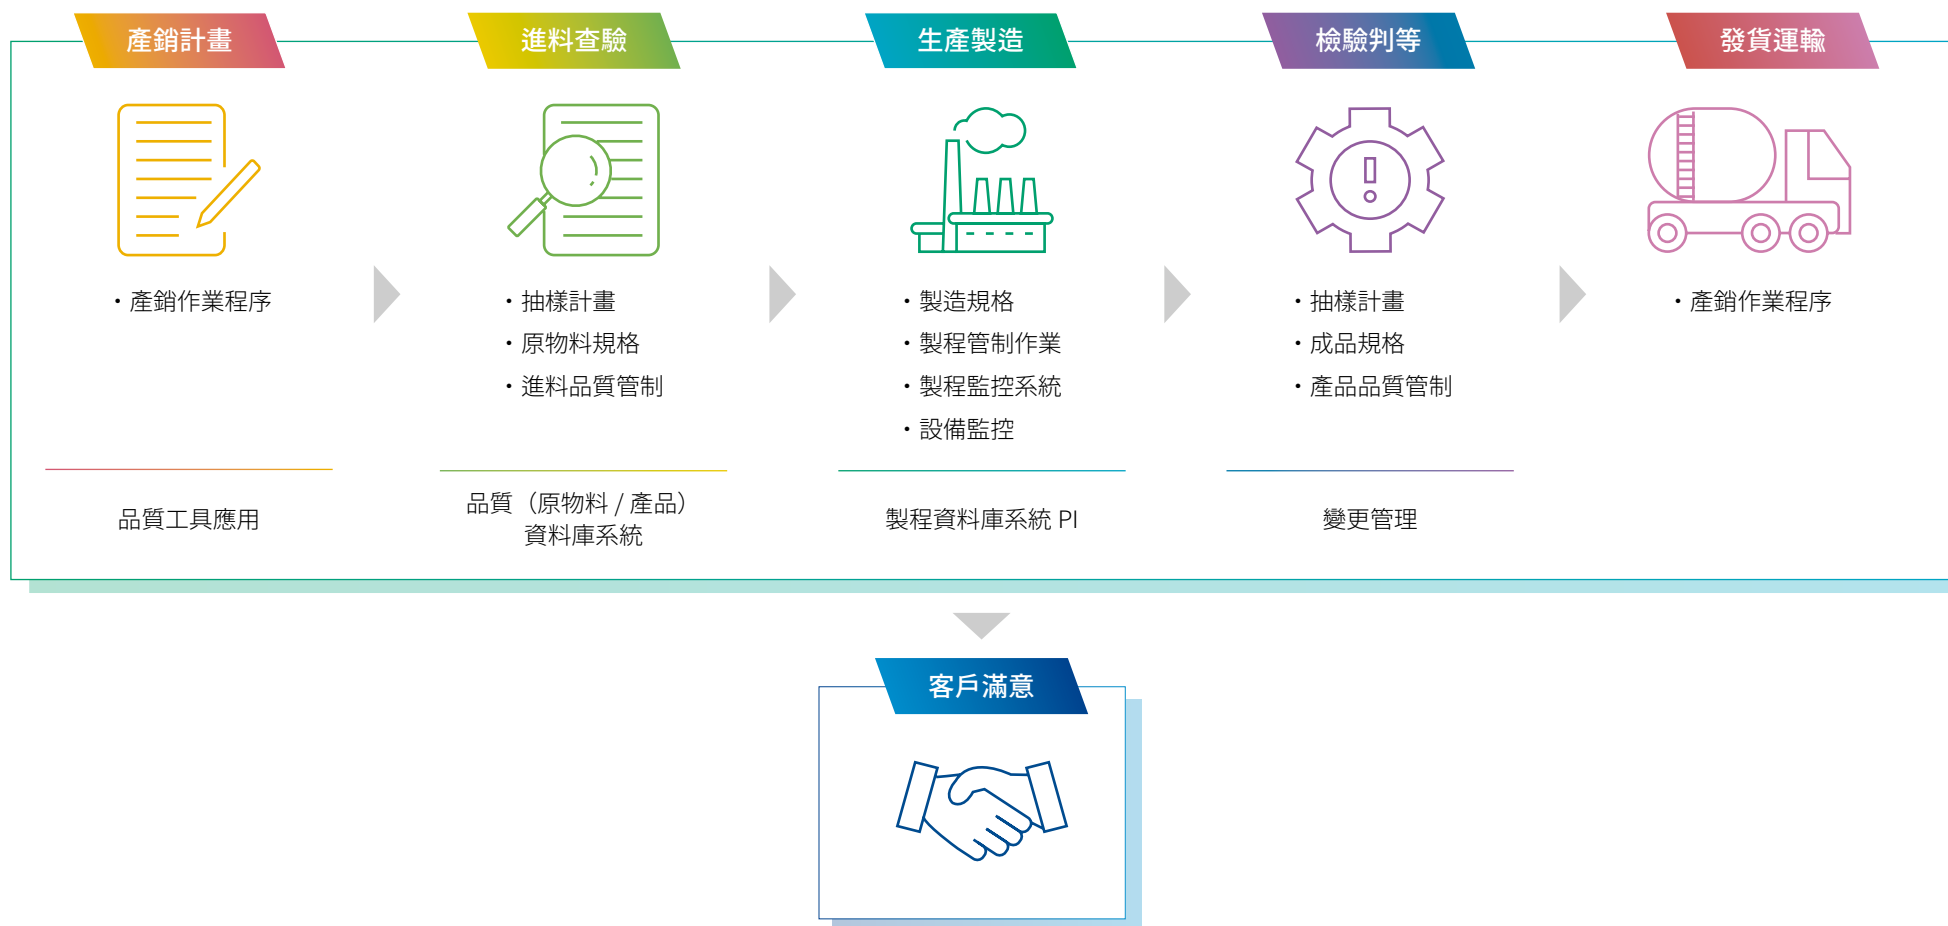 產銷計畫
・產銷作業程序
品質工具應用
進料查驗
・抽樣計畫
・原物料規格
・進料品質管制
品質（原物料 / 產品）
資料庫系統
生產製造
・製造規格
・製程管制作業
・製程監控系統
・設備監控
製程資料庫系統 PI
檢驗判等
・抽樣計畫
・成品規格
・產品品質管制
變更管理
發貨運輸
・產銷作業程序
客戶滿意